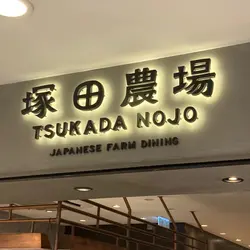 塚田農場
TSUKADA NOJO
JAPANESE FARM DINING